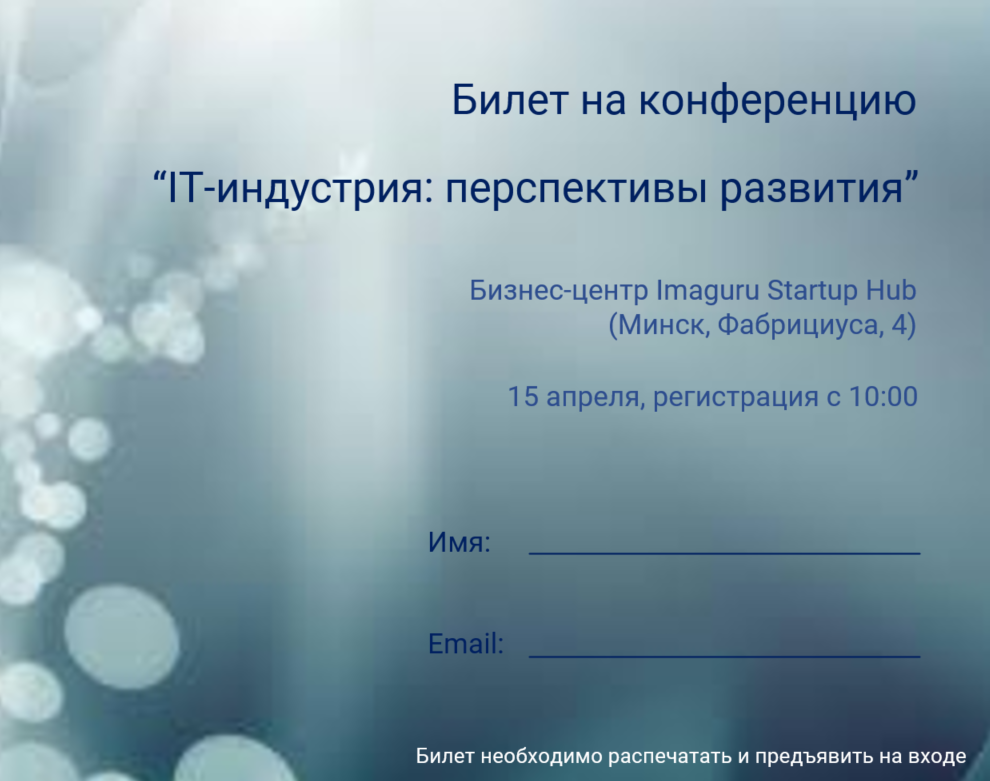 Билет на конференцию
“IT-индустрия: перспективы развития”
Бизнес-центр Imaguru Startup Hub
(Минск, Фабрициуса, 4)
15 апреля, регистрация с 10:00
Имя:
Email:
Билет необходимо распечатать и предъявить на входе